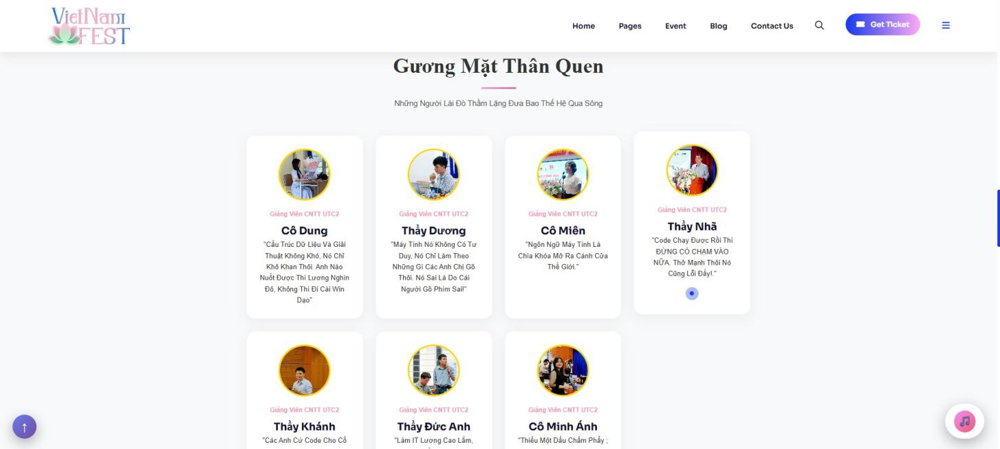 VietNam
FEST
Home
Pages
Event
Blog
Contact Us
Get Ticket
Gương Mặt Thân Quen
Những Người Lái Đò Thầm Lặng Đưa Bao Thế Hệ Qua Sông
Giảng Viên CNTT UTC2
Cô Dung
"Cấu Trúc Dữ Liệu Và Giải
Thuật Không Khó, Nó Chỉ
Khô Khan Thôi. Anh Nào
Nuốt Được Thì Lương Nghìn
Đô, Không Thì Đi Cài Win
Dạo"
Giảng Viên CNTT UTC2
Thầy Dương
"Máy Tính Nó Không Có Tư
Duy, Nó Chỉ Làm Theo
Những Gì Các Anh Chị Gõ
Thôi. Nó Sai Là Do Cái
Người Gõ Phím Sai!"
Giảng Viên CNTT UTC2
Cô Miên
"Ngôn Ngữ Máy Tính Là
Chìa Khóa Mở Ra Cánh Cửa
Thế Giới."
Giảng Viên CNTT UTC2
Thầy Nhã
"Code Chạy Được Rồi Thì
ĐỪNG CÓ CHẠM VÀO
NỮA. Thở Mạnh Thôi Nó
Cũng Lỗi Đấy!."
Giảng Viên CNTT UTC2
Thầy Khánh
"Các Anh Cứ Code Cho Cố
Giảng Viên CNTT UTC2
Thầy Đức Anh
"Làm IT Lương Cao Lắm,
Giảng Viên CNTT UTC2
Cô Minh Ánh
"Thiếu Một Dấu Chấm Phẩy ;